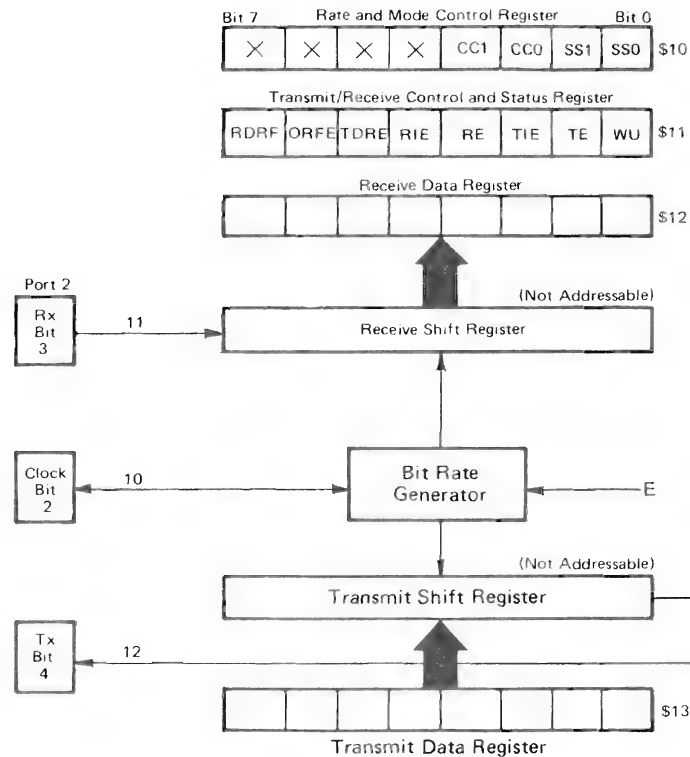 Bit 7 Rate and Mode Control Register Bit 0
X X X X CC1 CC0 SS1 SS0 $10
Transmit/Receive Control and Status Register
RDRF ORFE TDRE RIE RE TIE TE WU $11
Receive Data Register
$12
Port 2
(Not Addressable)
Rx
Bit
3
11
Receive Shift Register
Clock
Bit
2
10
Bit Rate
Generator
E
(Not Addressable)
Transmit Shift Register
Tx
Bit
4
12
$13
Transmit Data Register